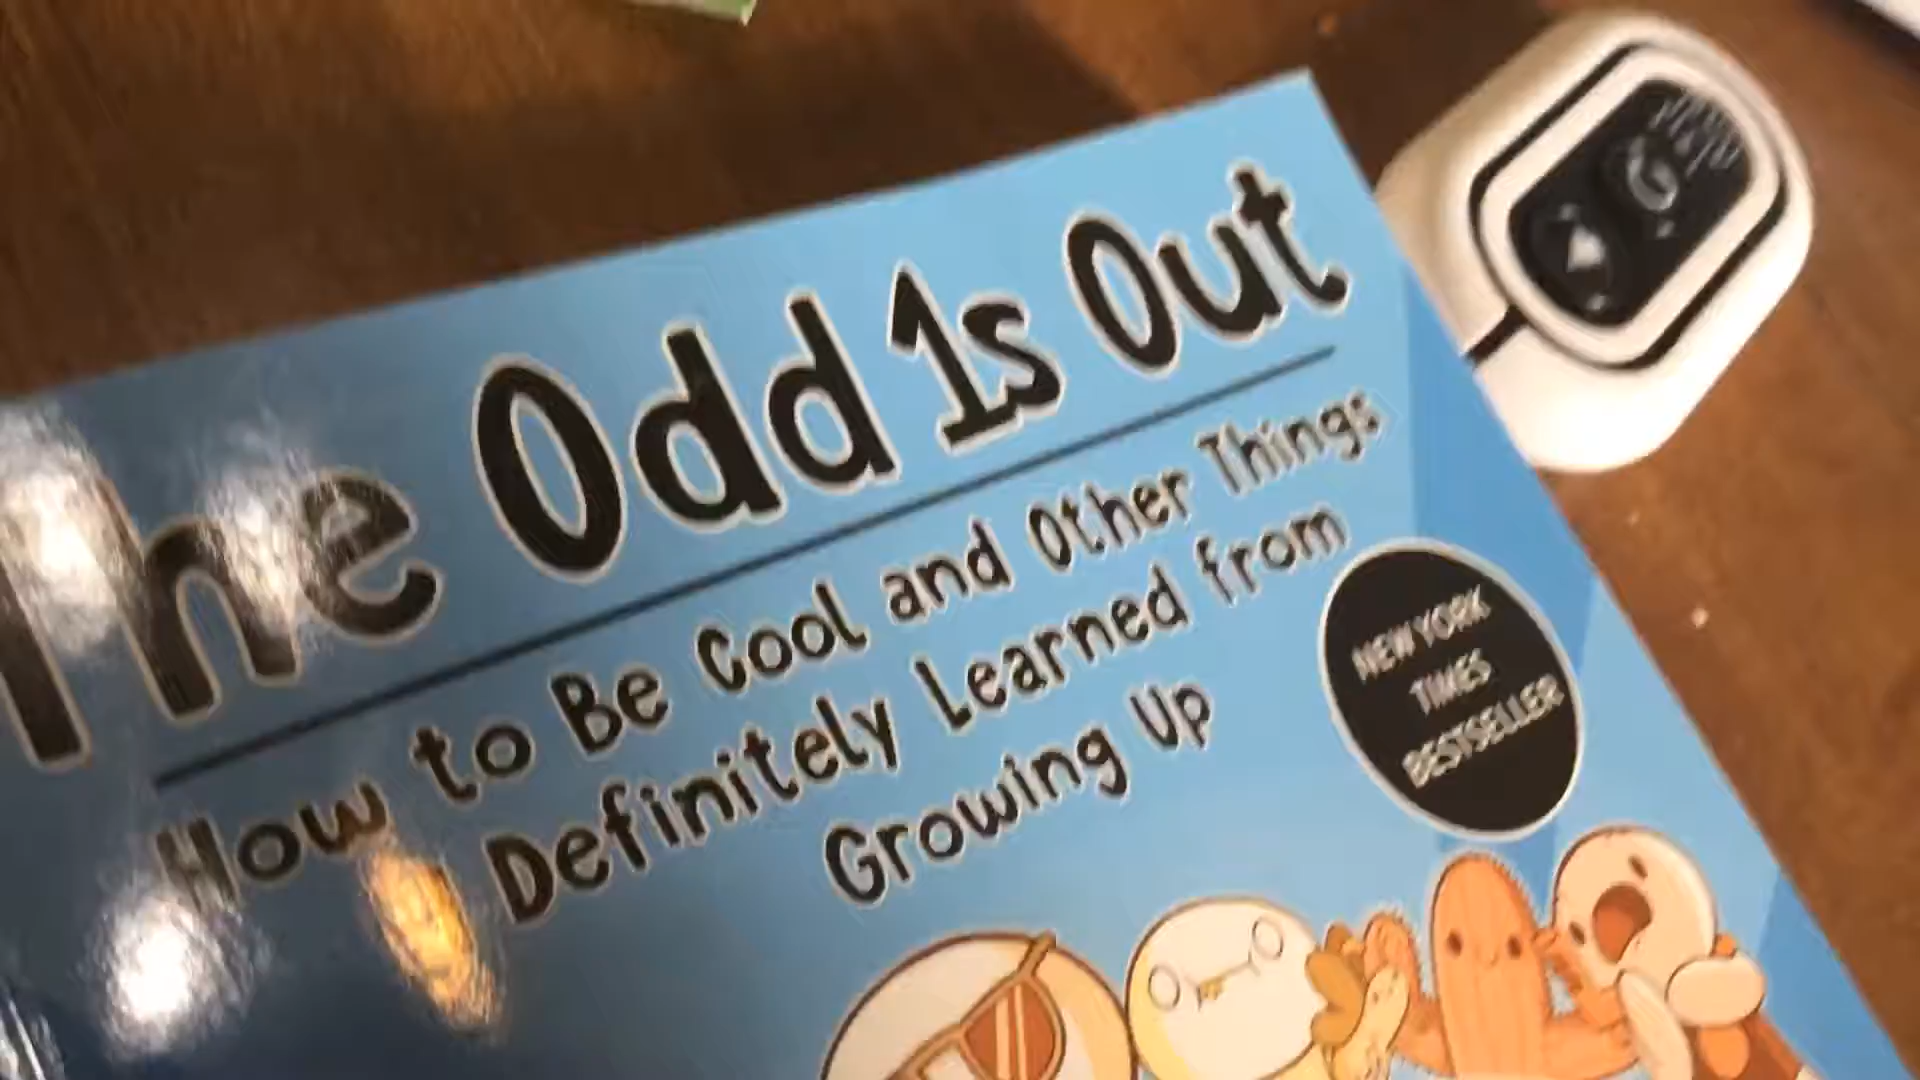 The Odd 1s Out
How to Be Cool and Other Things
Definitely Learned from
Growing Up
NEW YORK
TIMES
BESTSELLER